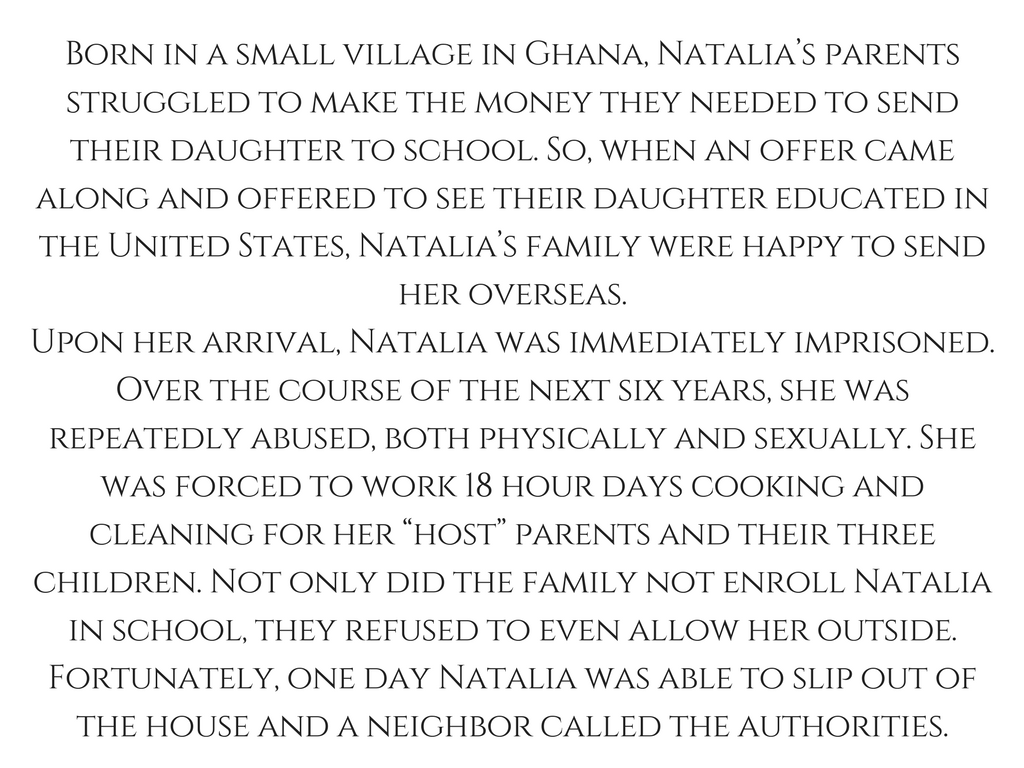 Born in a small village in Ghana, Natalia’s parents
struggled to make the money they needed to send
their daughter to school. So, when an offer came
along and offered to see their daughter educated in
the United States, Natalia’s family were happy to send
her overseas.
Upon her arrival, Natalia was immediately imprisoned.
Over the course of the next six years, she was
repeatedly abused, both physically and sexually. She
was forced to work 18 hour days cooking and
cleaning for her “host” parents and their three
children. Not only did the family not enroll Natalia
in school, they refused to even allow her outside.
Fortunately, one day Natalia was able to slip out of
the house and a neighbor called the authorities.